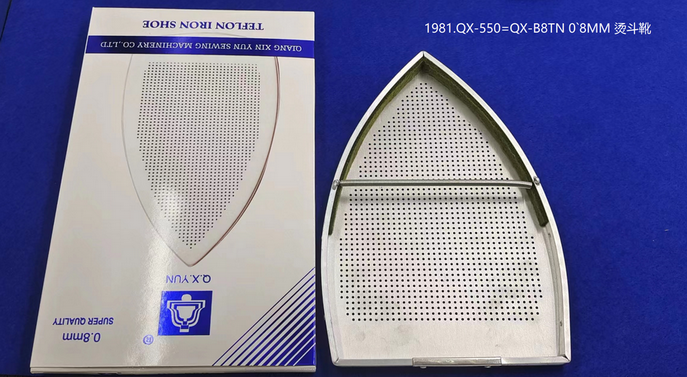 1981.QX-550=QX-B8TN 0`8MM 烫斗靴
TEFLON IRON SHOE
QIANG XIN YUN SEWING MACHINERY CO.,LTD
Q.X.YUN
®
0.8mm
SUPER QUALITY